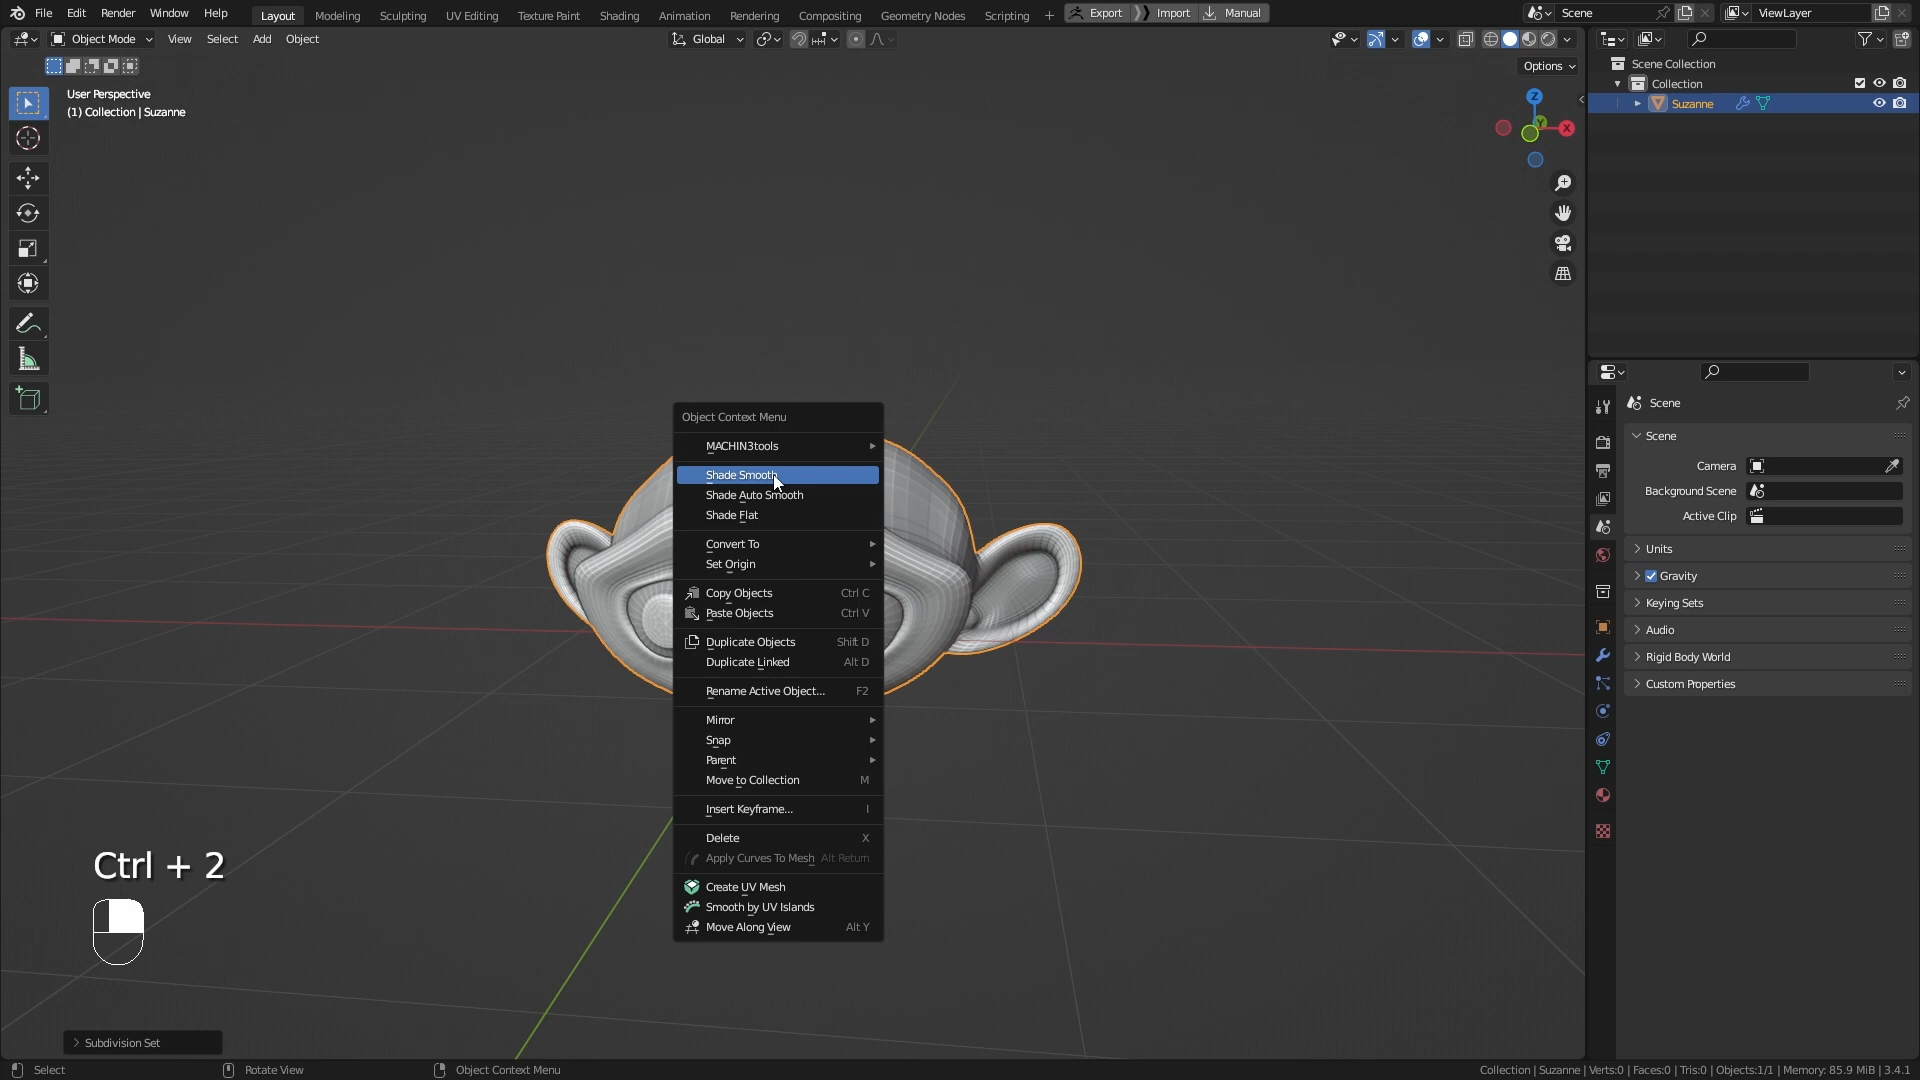 File Edit Render Window Help Layout Modeling Sculpting UV Editing Texture Paint Shading Animation Rendering Compositing Geometry Nodes Scripting + Export Import Manual Scene ViewLayer
Object Mode View Select Add Object Global
Options
User Perspective
(1) Collection | Suzanne
Z
Y
X
Scene Collection
Collection
Suzanne
Object Context Menu
MACHIN3tools
Shade Smooth
Shade Auto Smooth
Shade Flat
Convert To
Set Origin
Copy Objects Ctrl C
Paste Objects Ctrl V
Duplicate Objects Shift D
Duplicate Linked Alt D
Rename Active Object... F2
Mirror
Snap
Parent
Move to Collection M
Insert Keyframe... I
Delete X
Apply Curves To Mesh Alt Return
Create UV Mesh
Smooth by UV Islands
Move Along View Alt Y
Scene
Scene
Camera
Background Scene
Active Clip
Units
Gravity
Keying Sets
Audio
Rigid Body World
Custom Properties
Ctrl + 2
Subdivision Set
Select Rotate View Object Context Menu Collection | Suzanne | Verts:0 | Faces:0 | Tris:0 | Objects:1/1 | Memory: 85.9 MiB | 3.4.1